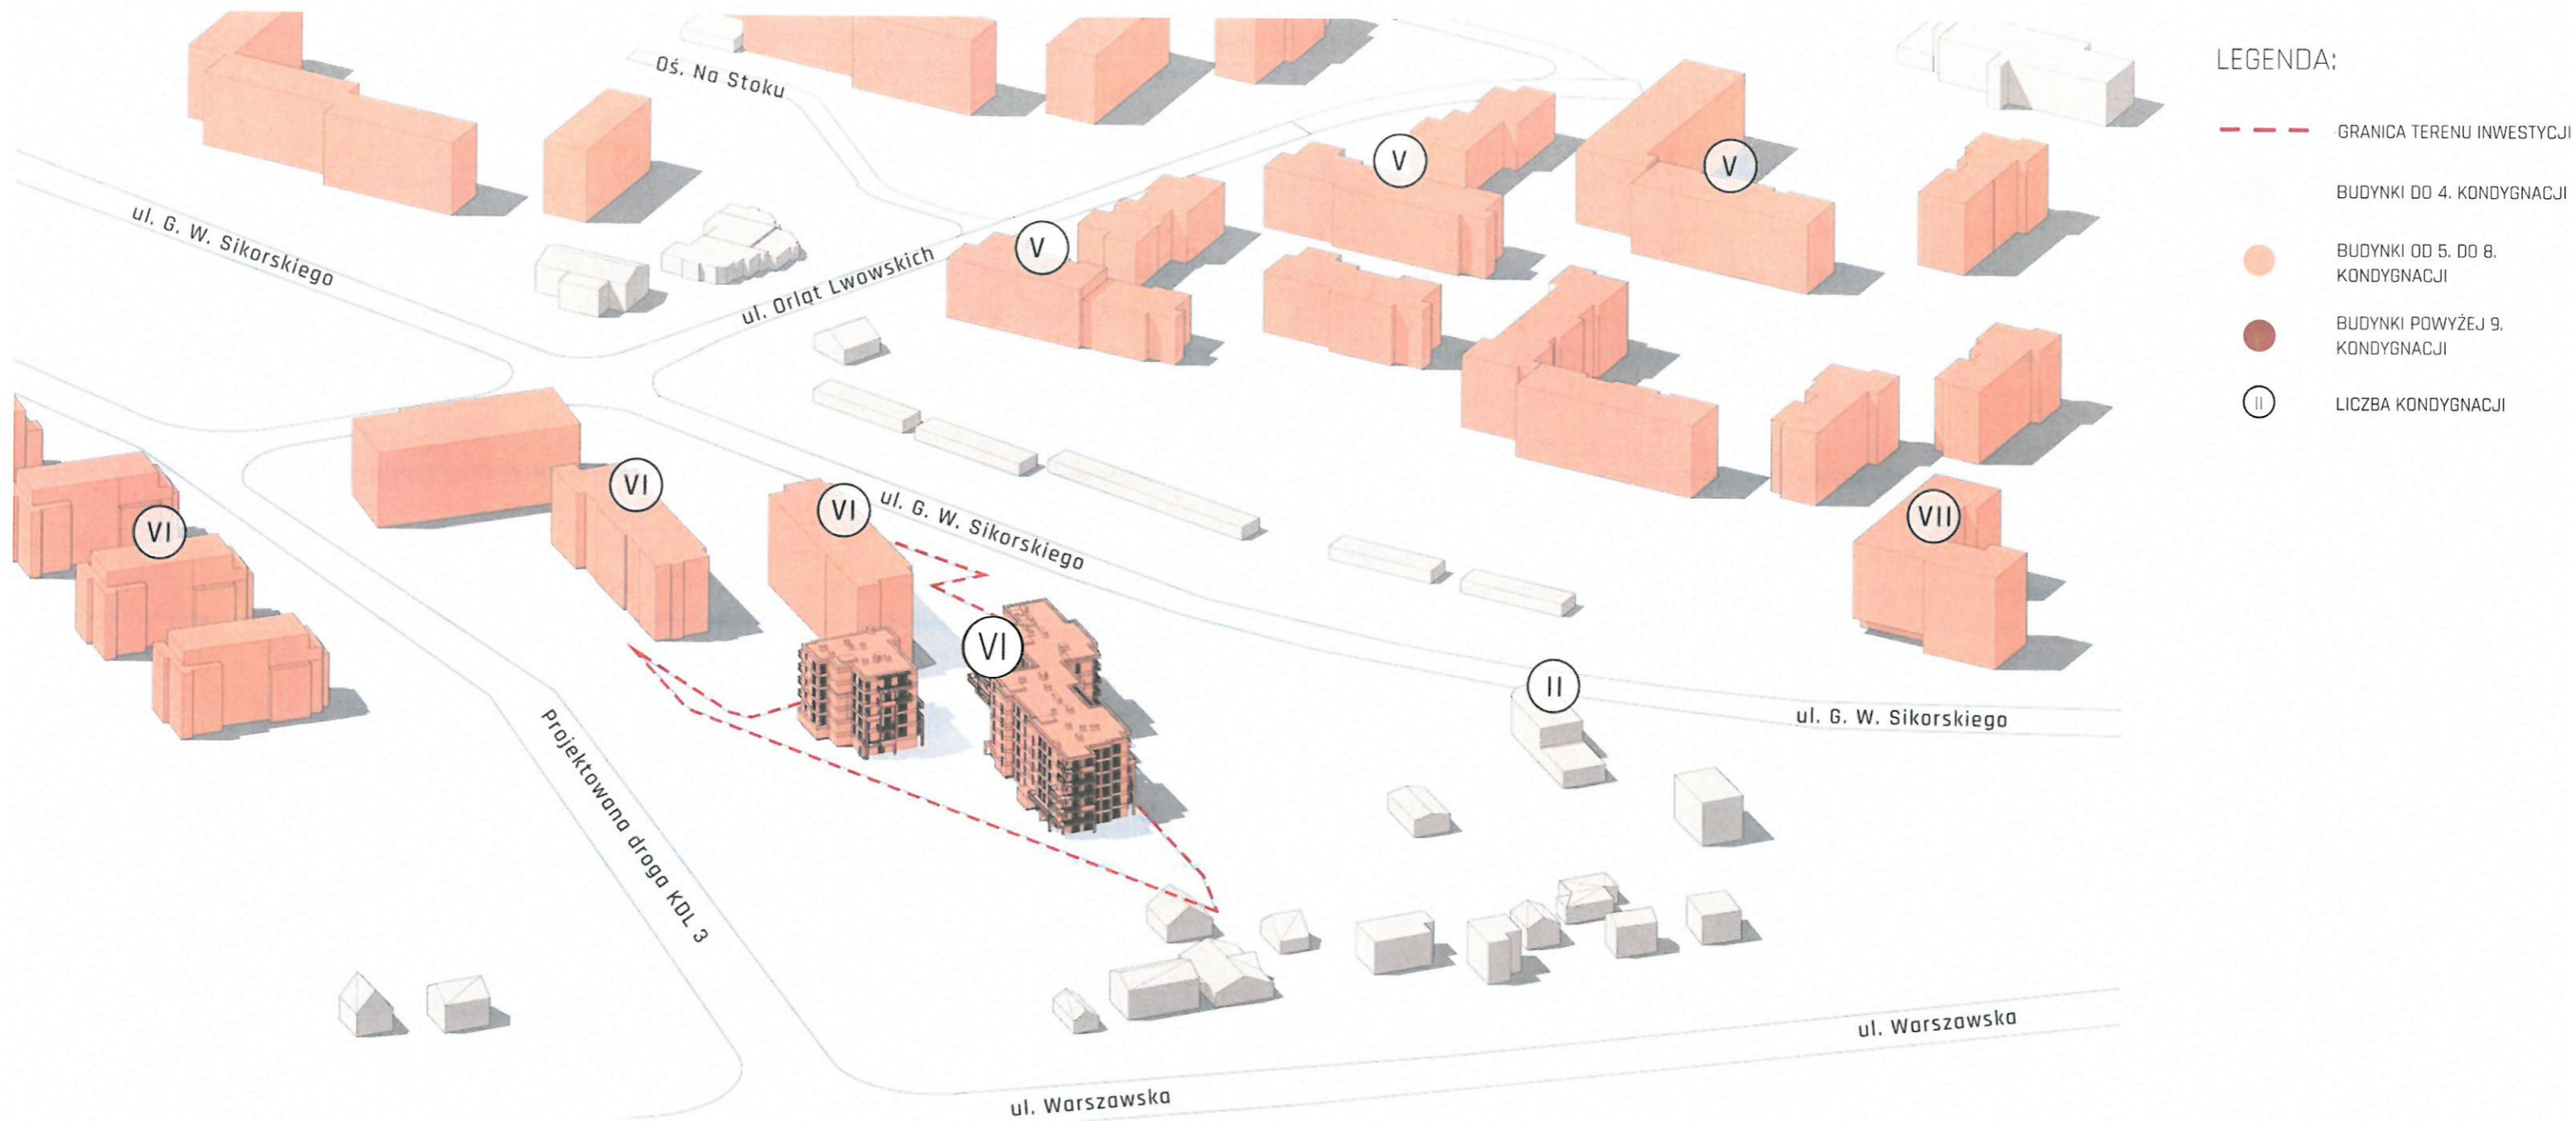 Oś. Na Stoku
LEGENDA:
GRANICA TERENU INWESTYCJI
V
V
BUDYNKI DO 4. KONDYGNACJI
ul. G. W. Sikorskiego
V
BUDYNKI OD 5. DO 8.
KONDYGNACJI
ul. Orląt Lwowskich
BUDYNKI POWYŻEJ 9.
KONDYGNACJI
II
LICZBA KONDYGNACJI
VI
VI
ul. G. W. Sikorskiego
VI
VII
VI
II
ul. G. W. Sikorskiego
Projektowana droga KDL 3
ul. Warszawska
ul. Warszawska